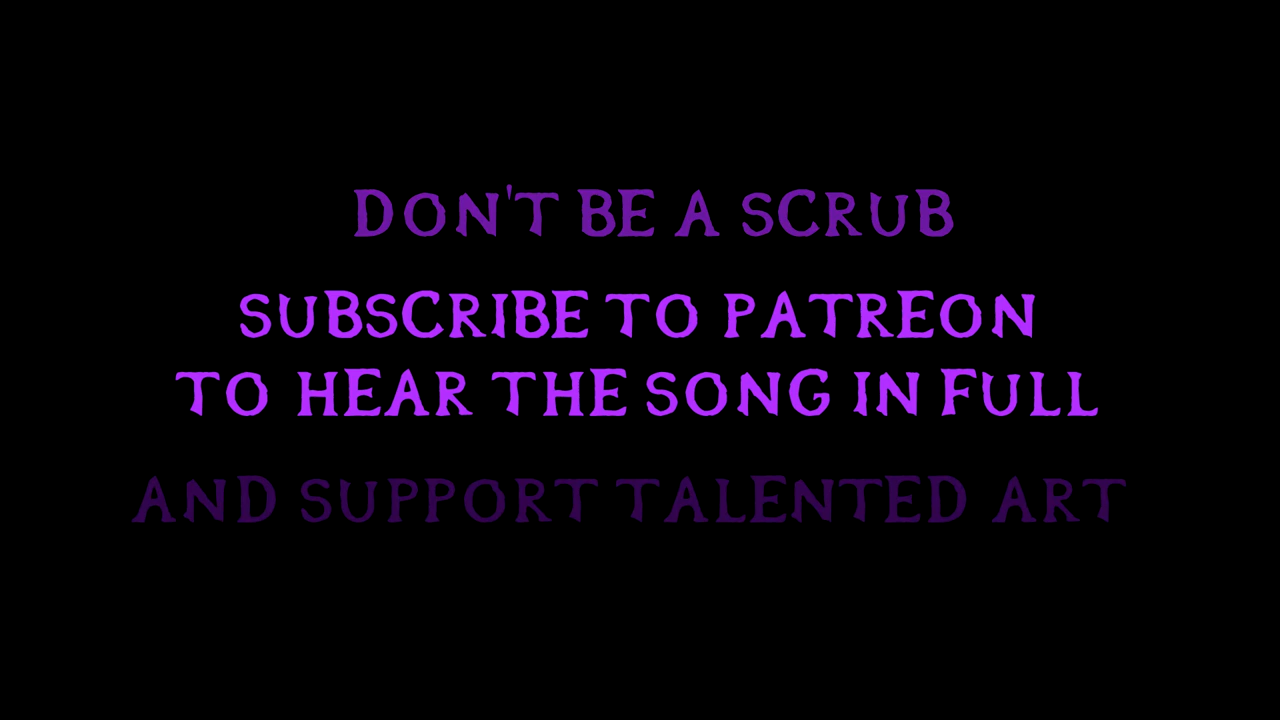 DON'T BE A SCRUB
SUBSCRIBE TO PATREON
TO HEAR THE SONG IN FULL
AND SUPPORT TALENTED ART